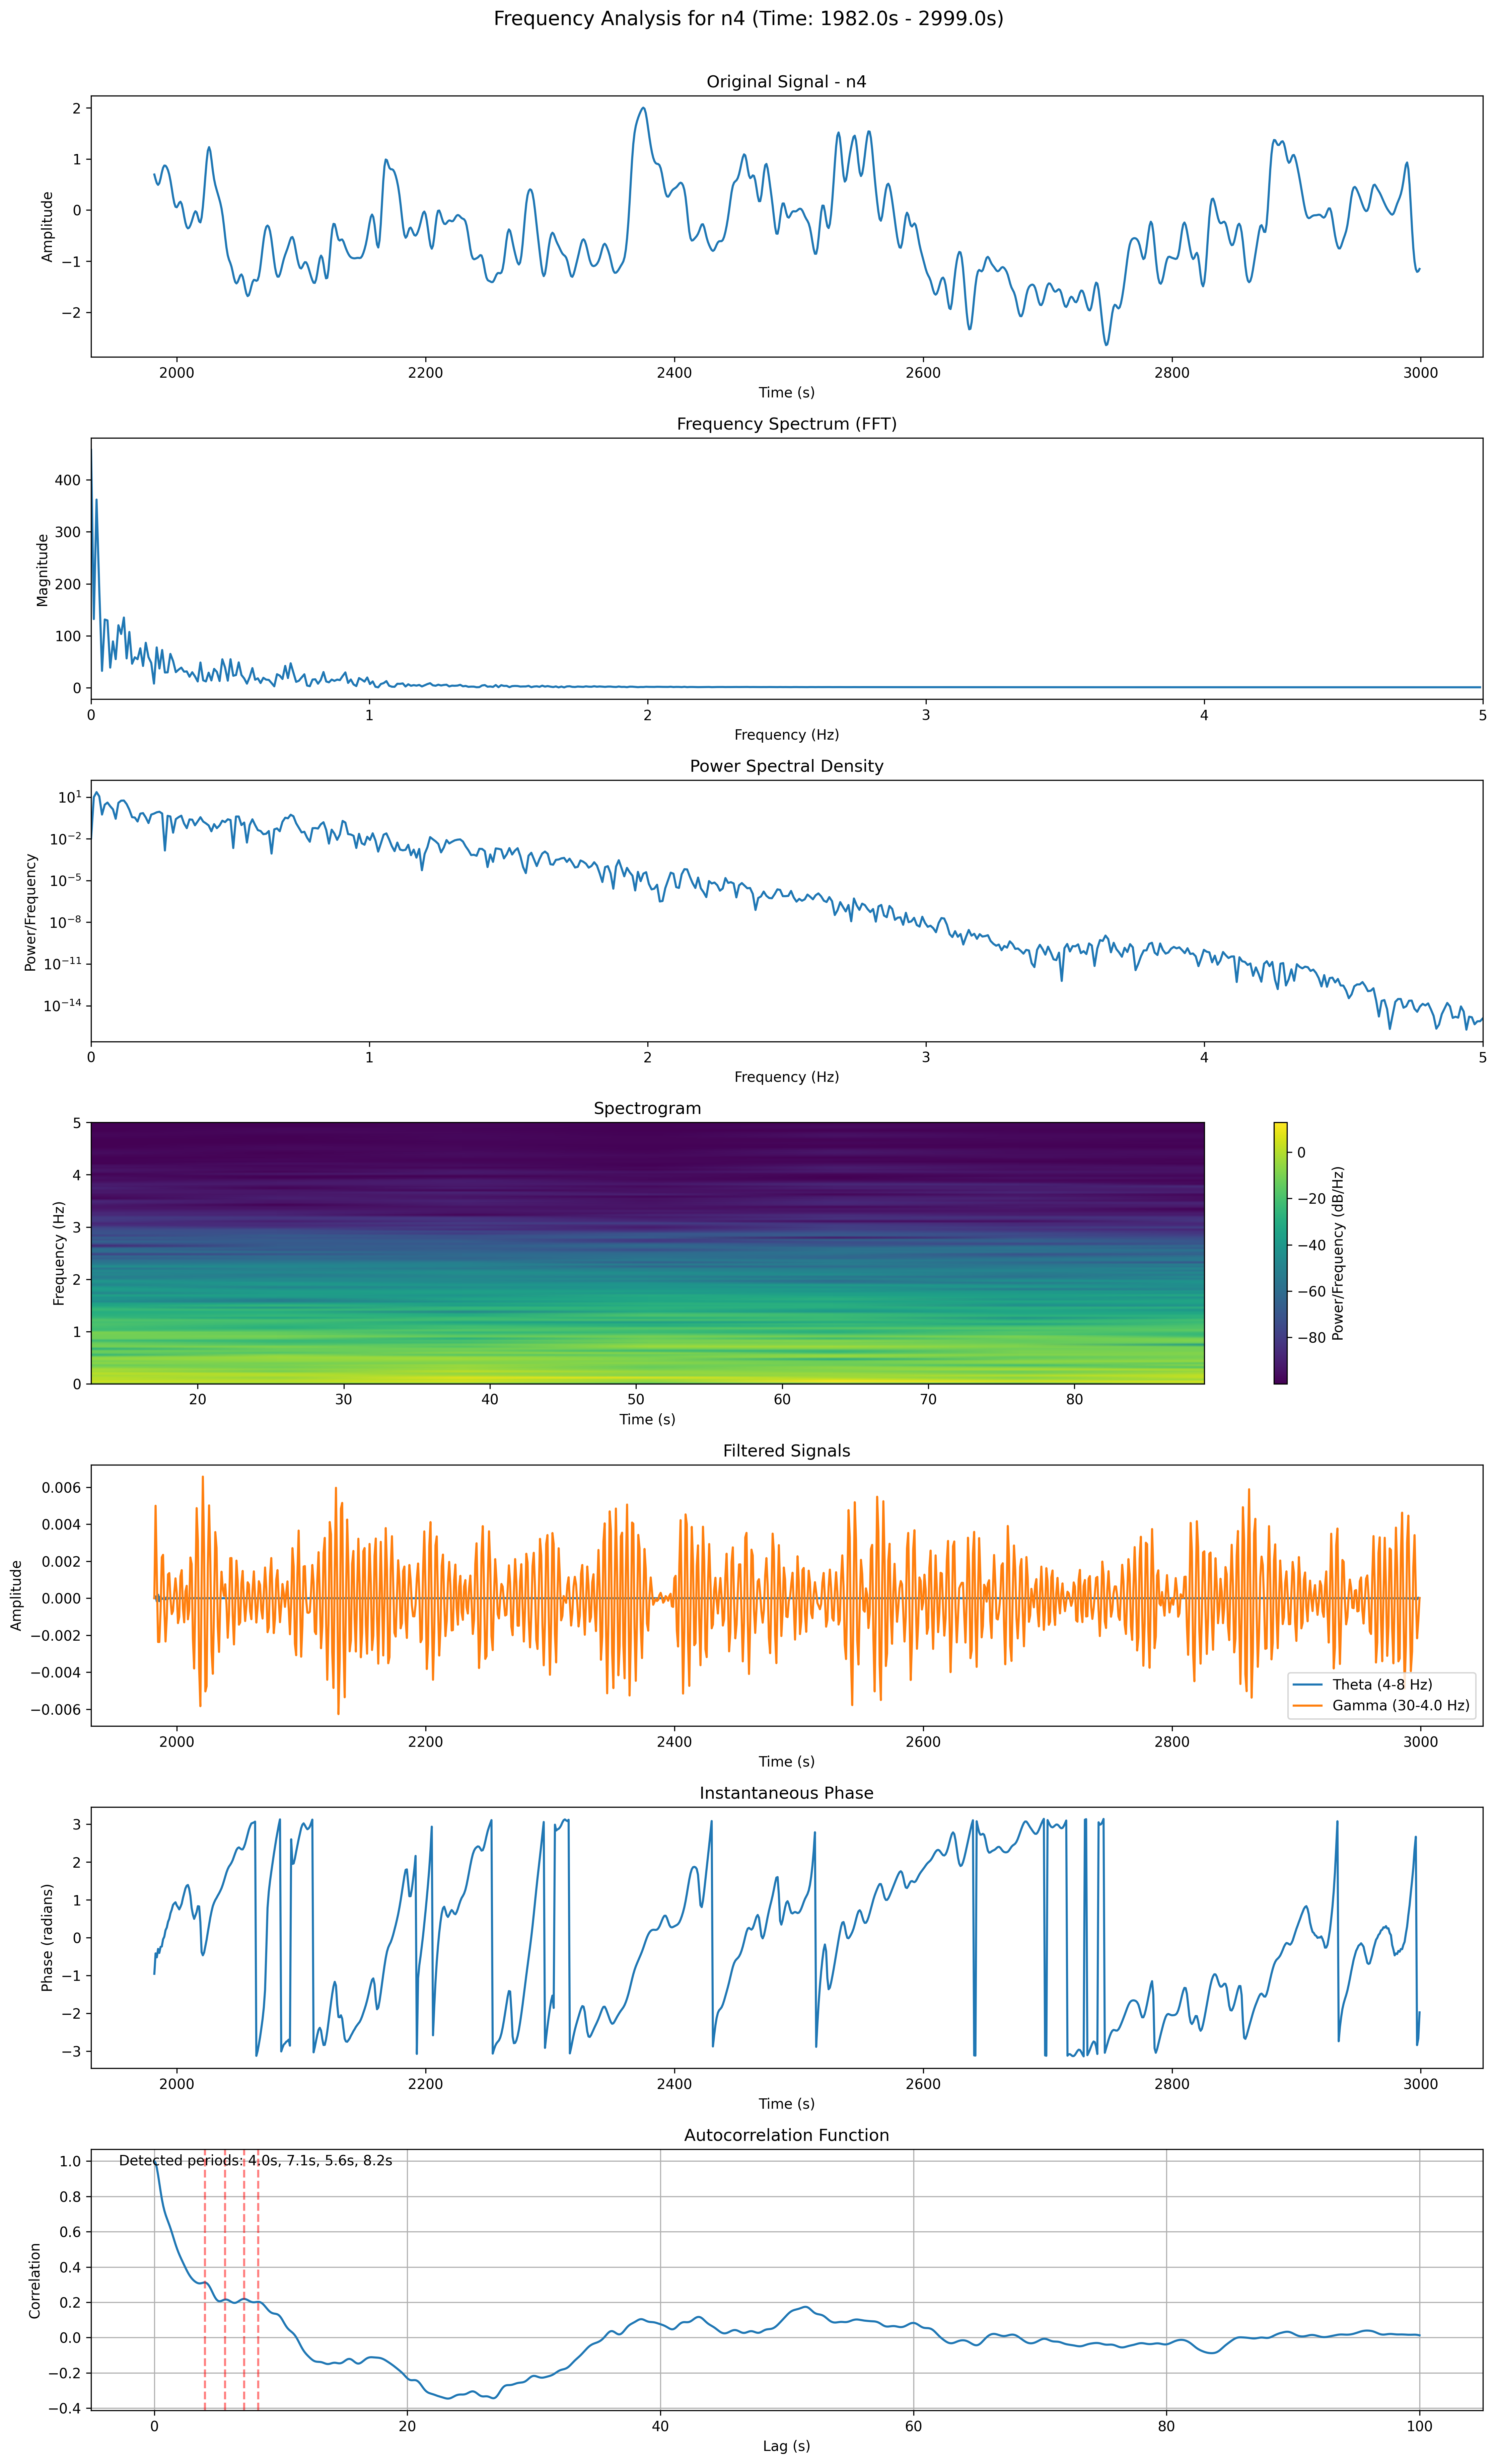 Frequency Analysis for n4 (Time: 1982.0s - 2999.0s)
Original Signal - n4
2
1
0
−1
−2
Amplitude
2000 2200 2400 2600 2800 3000
Time (s)
Frequency Spectrum (FFT)
400
300
200
100
0
Magnitude
0 1 2 3 4 5
Frequency (Hz)
Power Spectral Density
10¹
10⁻²
10⁻⁵
10⁻⁸
10⁻¹¹
10⁻¹⁴
Power/Frequency
0 1 2 3 4 5
Frequency (Hz)
Spectrogram
5
4
3
2
1
0
Frequency (Hz)
20 30 40 50 60 70 80
Time (s)
0
−20
−40
−60
−80
Power/Frequency (dB/Hz)
Filtered Signals
0.006
0.004
0.002
0.000
−0.002
−0.004
−0.006
Amplitude
Theta (4-8 Hz)
Gamma (30-4.0 Hz)
2000 2200 2400 2600 2800 3000
Time (s)
Instantaneous Phase
3
2
1
0
−1
−2
−3
Phase (radians)
2000 2200 2400 2600 2800 3000
Time (s)
Autocorrelation Function
Detected periods: 4.0s, 7.1s, 5.6s, 8.2s
1.0
0.8
0.6
0.4
0.2
0.0
−0.2
−0.4
Correlation
0 20 40 60 80 100
Lag (s)